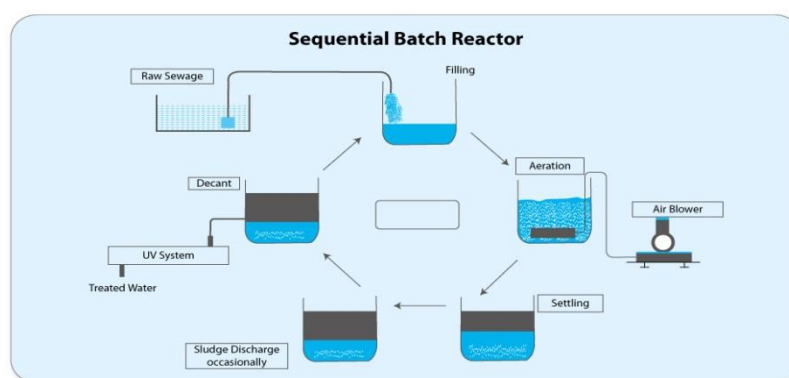 Sequential Batch Reactor
Raw Sewage
Filling
Aeration
Air Blower
Decant
UV System
Treated Water
Settling
Sludge Discharge
occasionally